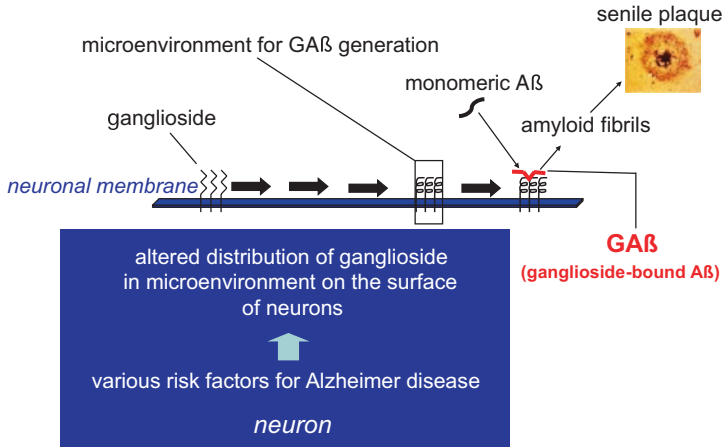 senile plaque
microenvironment for GAß generation
monomeric Aß
ganglioside
amyloid fibrils
neuronal membrane
GAß
(ganglioside-bound Aß)
altered distribution of ganglioside
in microenvironment on the surface
of neurons
various risk factors for Alzheimer disease
neuron